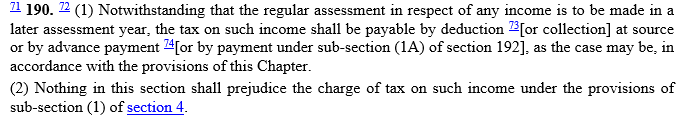 71 190. 72 (1) Notwithstanding that the regular assessment in respect of any income is to be made in a
later assessment year, the tax on such income shall be payable by deduction 73[or collection] at source
or by advance payment 74[or by payment under sub-section (1A) of section 192], as the case may be, in
accordance with the provisions of this Chapter.
(2) Nothing in this section shall prejudice the charge of tax on such income under the provisions of
sub-section (1) of section 4.